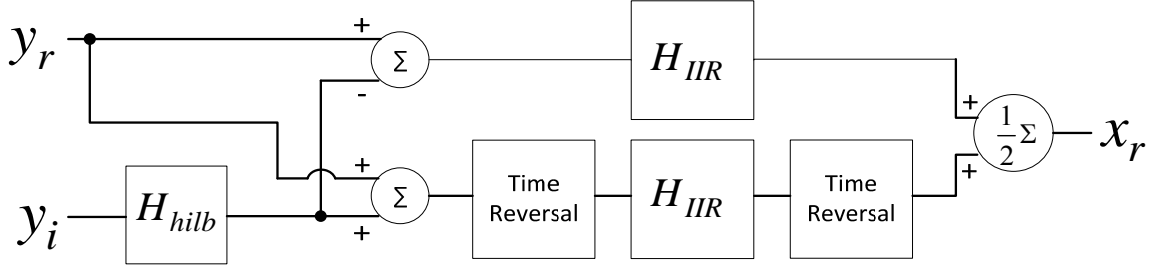 y_r
+
Σ
-
H_IIR
+
1/2 Σ
x_r
+
y_i
H_hilb
+
Σ
+
Time
Reversal
H_IIR
Time
Reversal